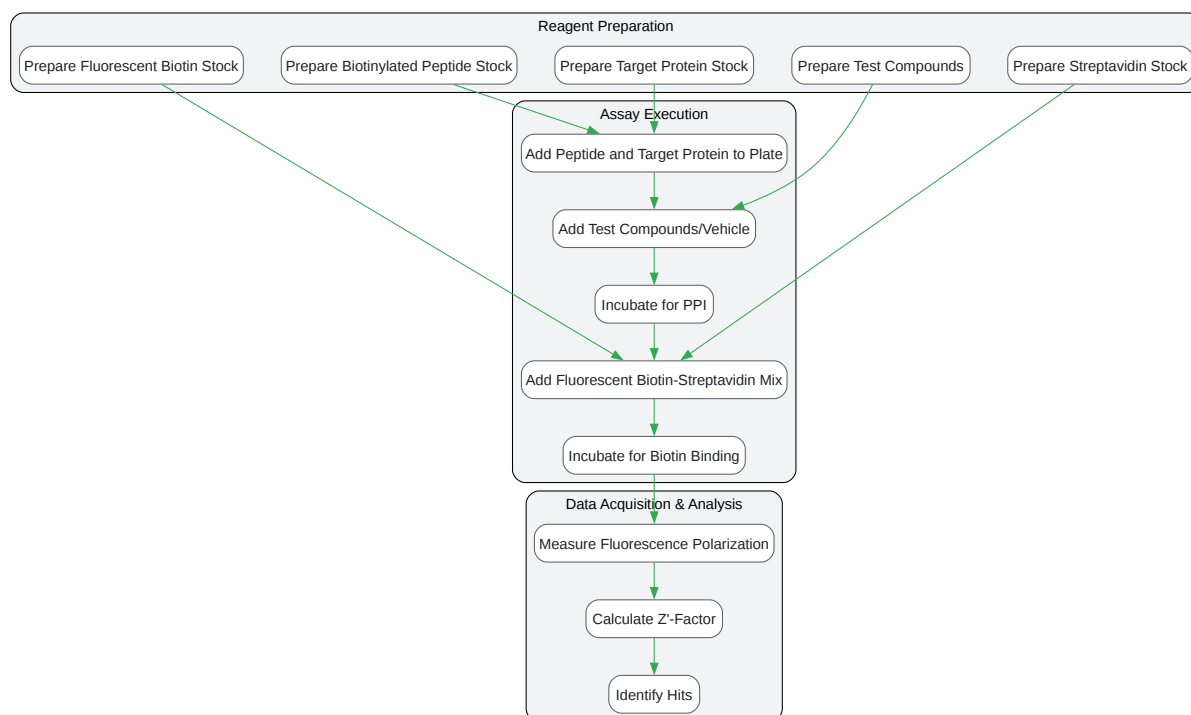 Reagent Preparation
Prepare Fluorescent Biotin Stock
Prepare Biotinylated Peptide Stock
Prepare Target Protein Stock
Prepare Test Compounds
Prepare Streptavidin Stock
Assay Execution
Add Peptide and Target Protein to Plate
Add Test Compounds/Vehicle
Incubate for PPI
Add Fluorescent Biotin-Streptavidin Mix
Incubate for Biotin Binding
Data Acquisition & Analysis
Measure Fluorescence Polarization
Calculate Z'-Factor
Identify Hits